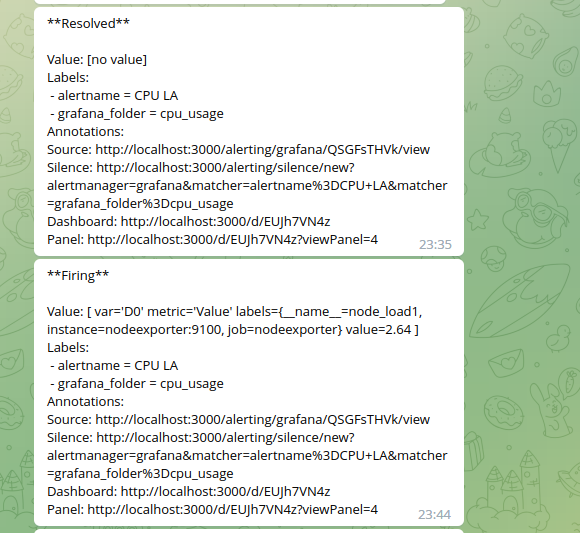 **Resolved**
Value: [no value]
Labels:
- alertname = CPU LA
- grafana_folder = cpu_usage
Annotations:
Source: http://localhost:3000/alerting/grafana/QSGFsTHVk/view
Silence: http://localhost:3000/alerting/silence/new?
alertmanager=grafana&matcher=alertname%3DCPU+LA&matcher
=grafana_folder%3Dcpu_usage
Dashboard: http://localhost:3000/d/EUJh7VN4z
Panel: http://localhost:3000/d/EUJh7VN4z?viewPanel=4
23:35
**Firing**
Value: [ var='D0' metric='Value' labels={__name__=node_load1,
instance=nodeexporter:9100, job=nodeexporter} value=2.64 ]
Labels:
- alertname = CPU LA
- grafana_folder = cpu_usage
Annotations:
Source: http://localhost:3000/alerting/grafana/QSGFsTHVk/view
Silence: http://localhost:3000/alerting/silence/new?
alertmanager=grafana&matcher=alertname%3DCPU+LA&matcher
=grafana_folder%3Dcpu_usage
Dashboard: http://localhost:3000/d/EUJh7VN4z
Panel: http://localhost:3000/d/EUJh7VN4z?viewPanel=4
23:44